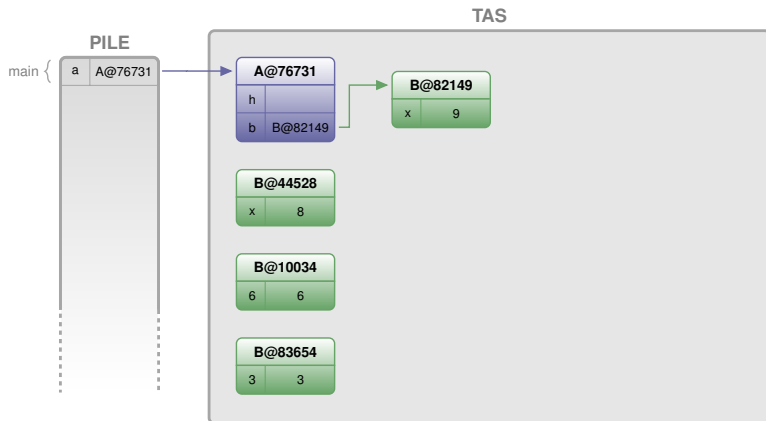 TAS
PILE
main { a A@76731
A@76731
h
b B@82149
B@82149
x 9
B@44528
x 8
B@10034
6 6
B@83654
3 3